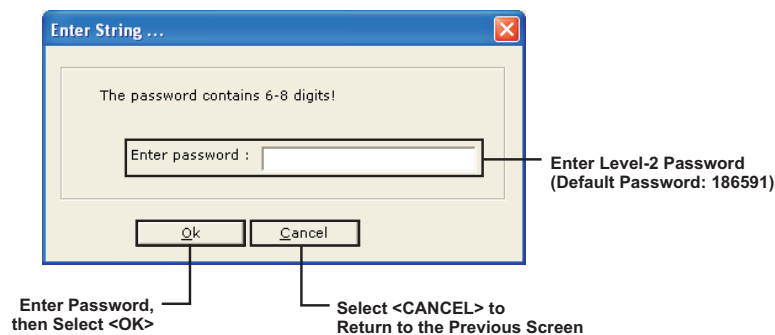 Enter String ...
The password contains 6-8 digits!
Enter password :
Enter Level-2 Password
(Default Password: 186591)
Ok
Cancel
Enter Password,
then Select <OK>
Select <CANCEL> to
Return to the Previous Screen